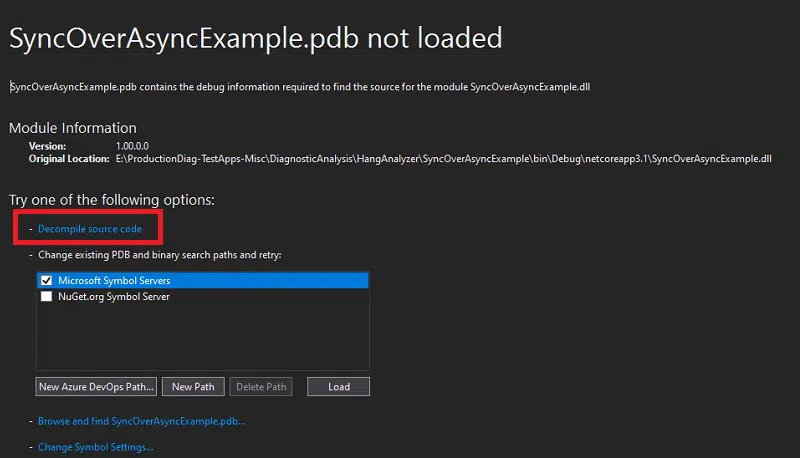 SyncOverAsyncExample.pdb not loaded
SyncOverAsyncExample.pdb contains the debug information required to find the source for the module SyncOverAsyncExample.dll
Module Information
Version: 1.00.0.0
Original Location: E:\ProductionDiag-TestApps-Misc\DiagnosticAnalysis\HangAnalyzer\SyncOverAsyncExample\bin\Debug\netcoreapp3.1\SyncOverAsyncExample.dll
Try one of the following options:
- Decompile source code
- Change existing PDB and binary search paths and retry:
Microsoft Symbol Servers
NuGet.org Symbol Server
New Azure DevOps Path... New Path Delete Path Load
- Browse and find SyncOverAsyncExample.pdb...
- Change Symbol Settings...